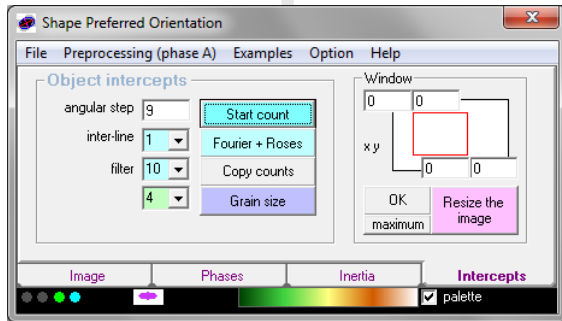 Shape Preferred Orientation
File Preprocessing (phase A) Examples Option Help
Object intercepts
angular step 9 Start count
inter-line 1 Fourier + Roses
filter 10 Copy counts
4 Grain size
Window
0 0
x y
0 0
OK
maximum
Resize the
image
Image Phases Inertia Intercepts
palette